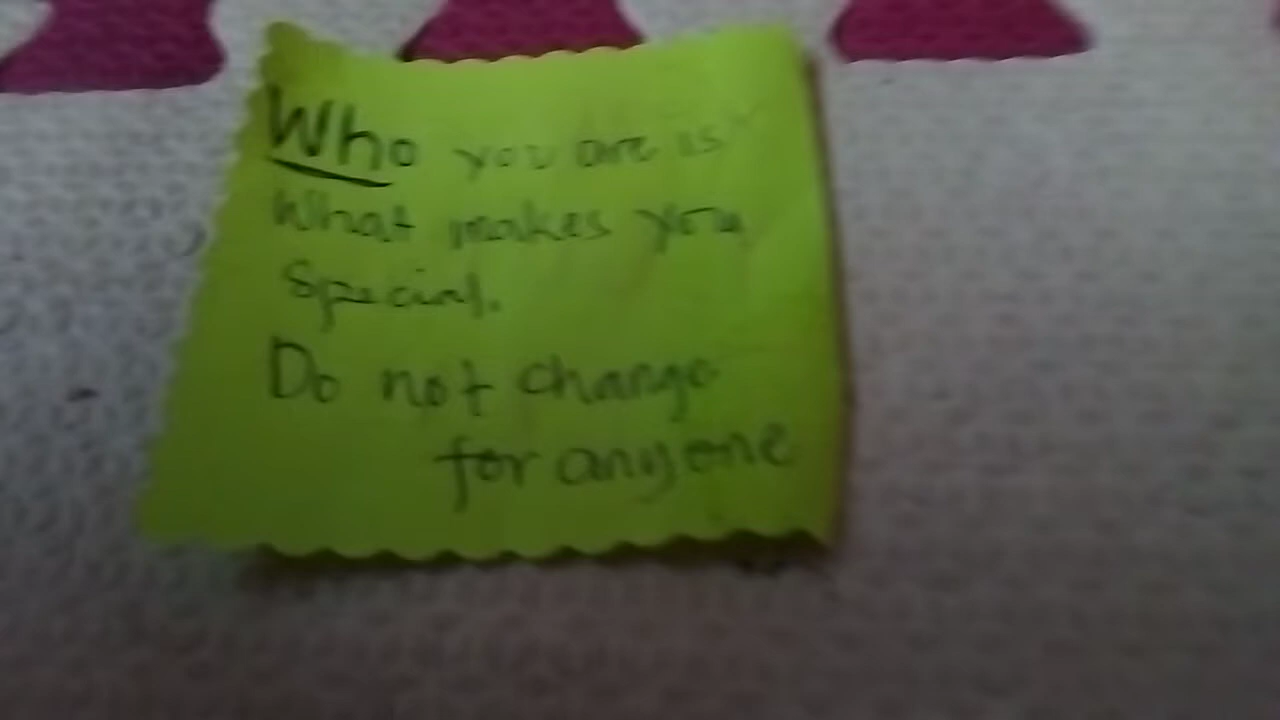 Who you are is
What makes you
Special.
Do not change
for anyone